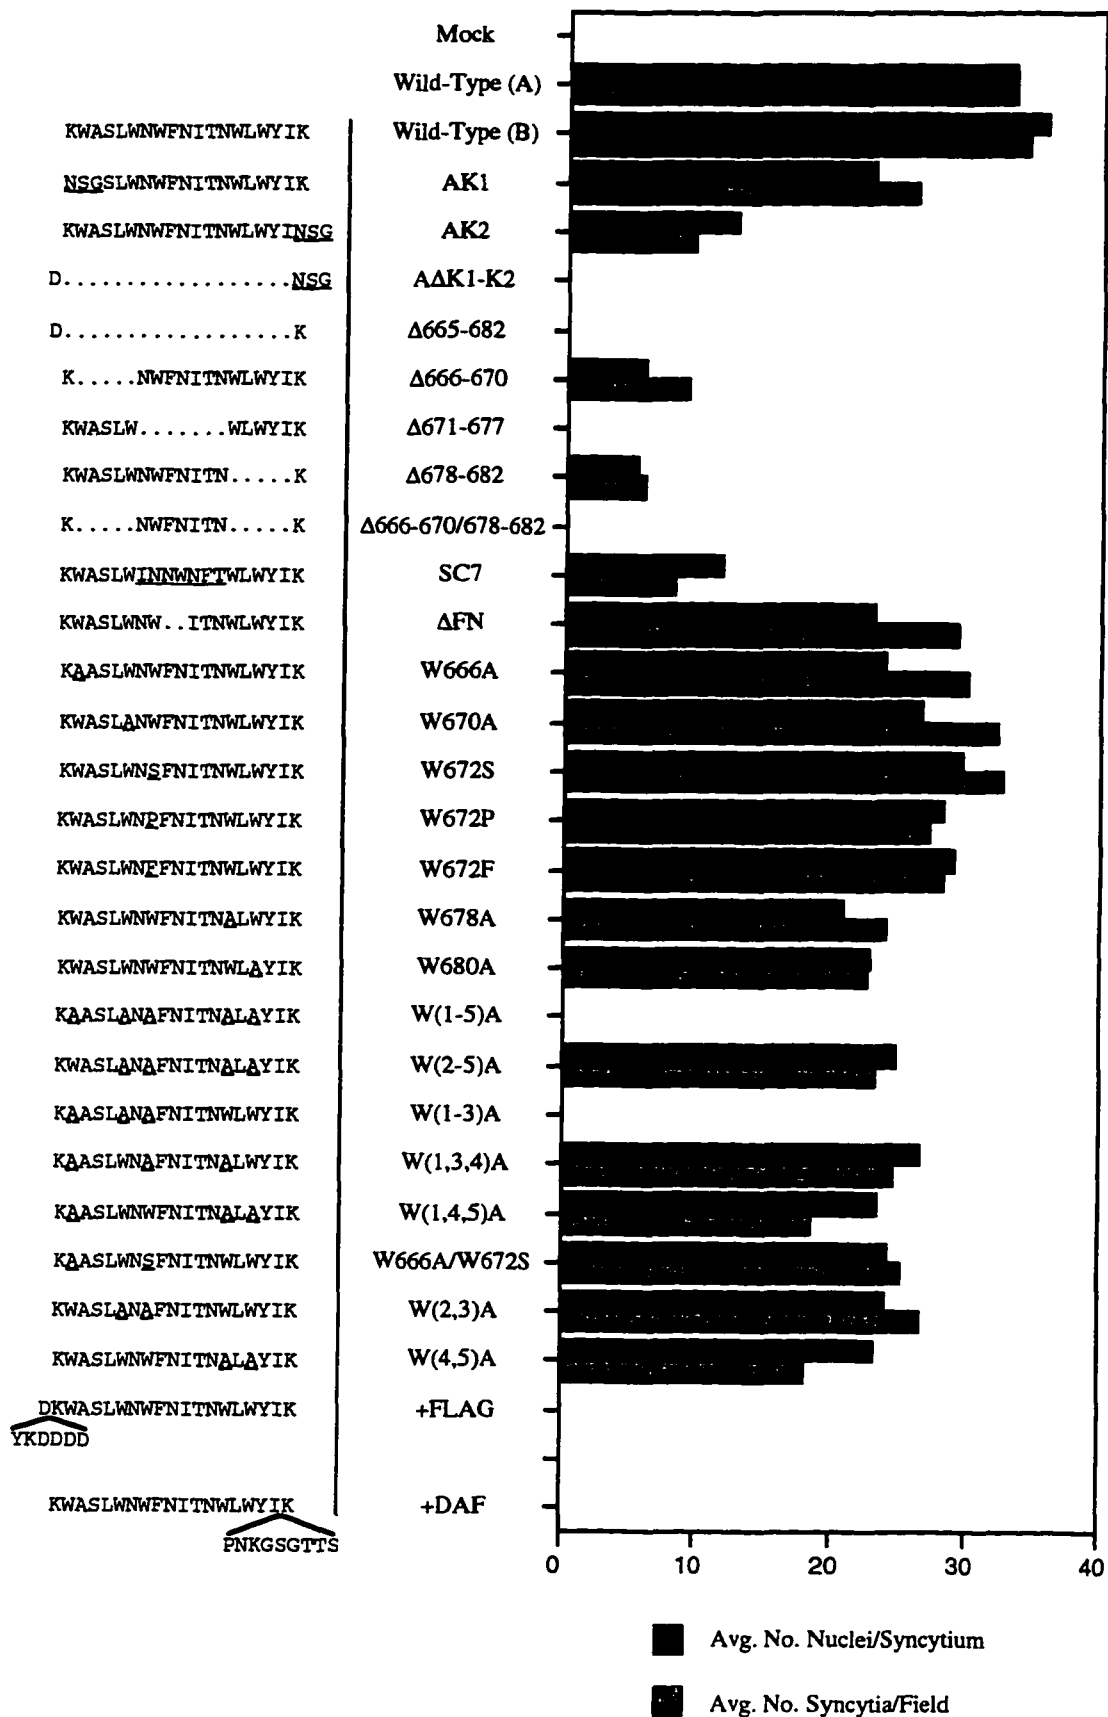 Mock
Wild-Type (A)
KWASLWNWFNITNWLWYIK Wild-Type (B)
NSGSLWNWFNITNWLWYIK AK1
KWASLWNWFNITNWLWYINSG AK2
D..................NSG AΔK1-K2
D..................K Δ665-682
K.....NWFNITNWLWYIK Δ666-670
KWASLW.......WLWYIK Δ671-677
KWASLWNWFNITN.....K Δ678-682
K.....NWFNITN.....K Δ666-670/678-682
KWASLWINNWNFTWLWYIK SC7
KWASLWNW..ITNWLWYIK ΔFN
KAASLWNWFNITNWLWYIK W666A
KWASLANWFNITNWLWYIK W670A
KWASLWNSFNITNWLWYIK W672S
KWASLWNPFNITNWLWYIK W672P
KWASLWNFFNITNWLWYIK W672F
KWASLWNWFNITNALWYIK W678A
KWASLWNWFNITNWLAYIK W680A
KAASLANAFNITNALAYIK W(1-5)A
KWASLANAFNITNALAYIK W(2-5)A
KAASLANAFNITNWLWYIK W(1-3)A
KAASLWNAFNITNALWYIK W(1,3,4)A
KAASLWNWFNITNALAYIK W(1,4,5)A
KAASLWNSFNITNWLWYIK W666A/W672S
KWASLANAFNITNWLWYIK W(2,3)A
KWASLWNWFNITNALAYIK W(4,5)A
DKWASLWNWFNITNWLWYIK +FLAG
YKDDDD
KWASLWNWFNITNWLWYIK +DAF
PNKGSGTTS
0 10 20 30 40
Avg. No. Nuclei/Syncytium
Avg. No. Syncytia/Field